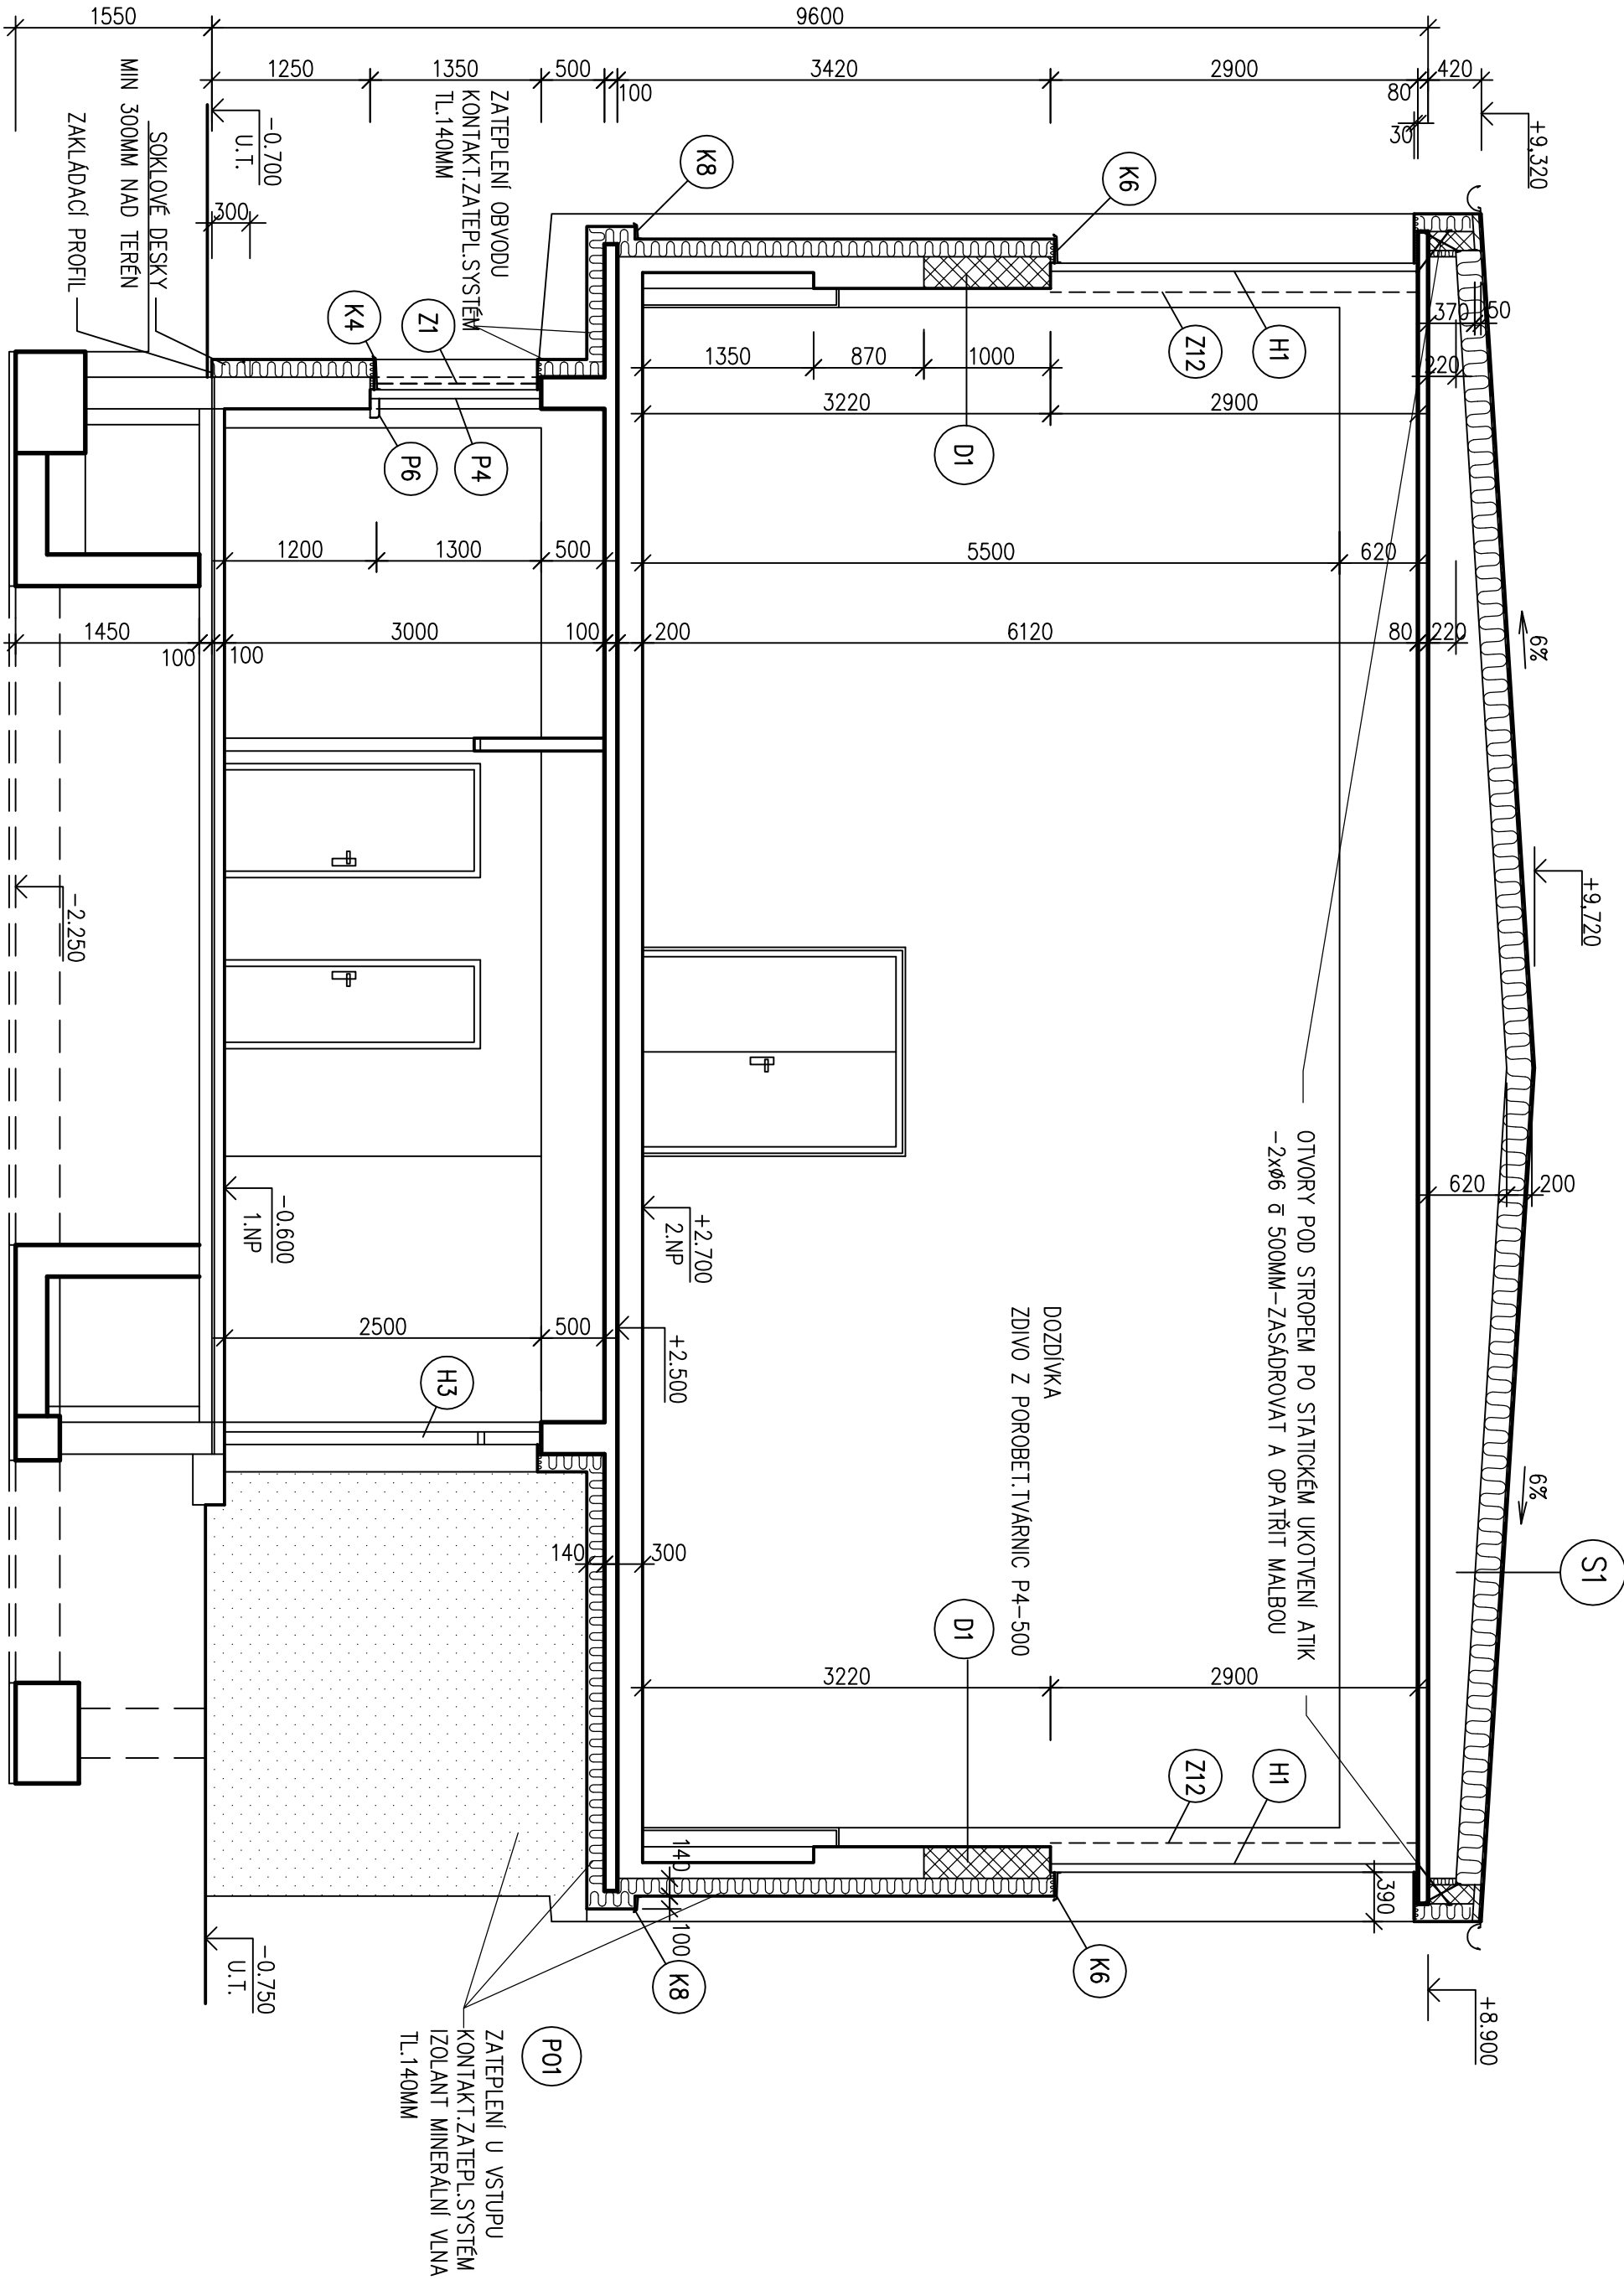 1550
9600
1250
1350
500
100
3420
2900
80
420
30
+9,320
+9,720
+8.900
-0.700
U.T.
300
SOKLOVÉ DESKY
MIN 300MM NAD TERÉN
ZAKLÁDACÍ PROFIL
ZATEPLENÍ OBVODU
KONTAKT.ZATEPL.SYSTÉM
TL.140MM
K8
K6
K4
Z1
P6
P4
Z12
H1
D1
370
50
220
1350
870
1000
3220
2900
1200
1300
500
5500
620
1450
100
100
3000
100
200
6120
80
220
6%
6%
620
200
S1
-2.250
-0.600
1.NP
+2.700
2.NP
+2.500
OTVORY POD STROPEM PO STATICKÉM UKOTVENÍ ATIK
-2xø6 ā 500MM-ZASÁDROVAT A OPATŘIT MALBOU
DOZDÍVKA
ZDIVO Z POROBET.TVÁRNIC P4-500
2500
500
H3
140
300
D1
3220
2900
Z12
H1
140
100
390
K8
K6
-0.750
U.T.
P01
ZATEPLENÍ U VSTUPU
KONTAKT.ZATEPL.SYSTÉM
IZOLANT MINERÁLNÍ VLNA
TL.140MM